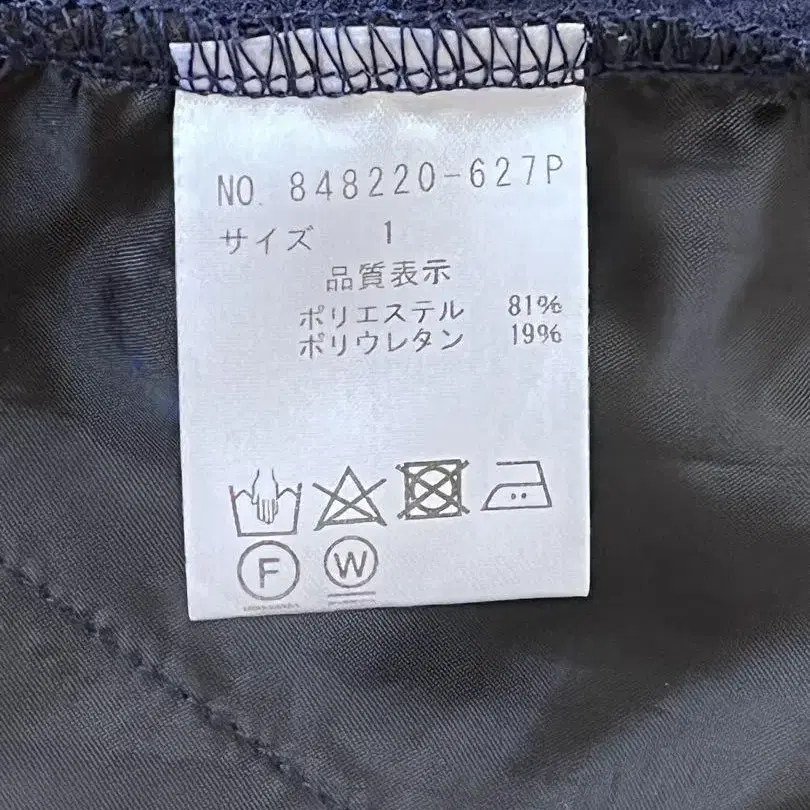 NO. 848220-627P
サイズ 1
品質表示
ポリエステル 81%
ポリウレタン 19%
F W